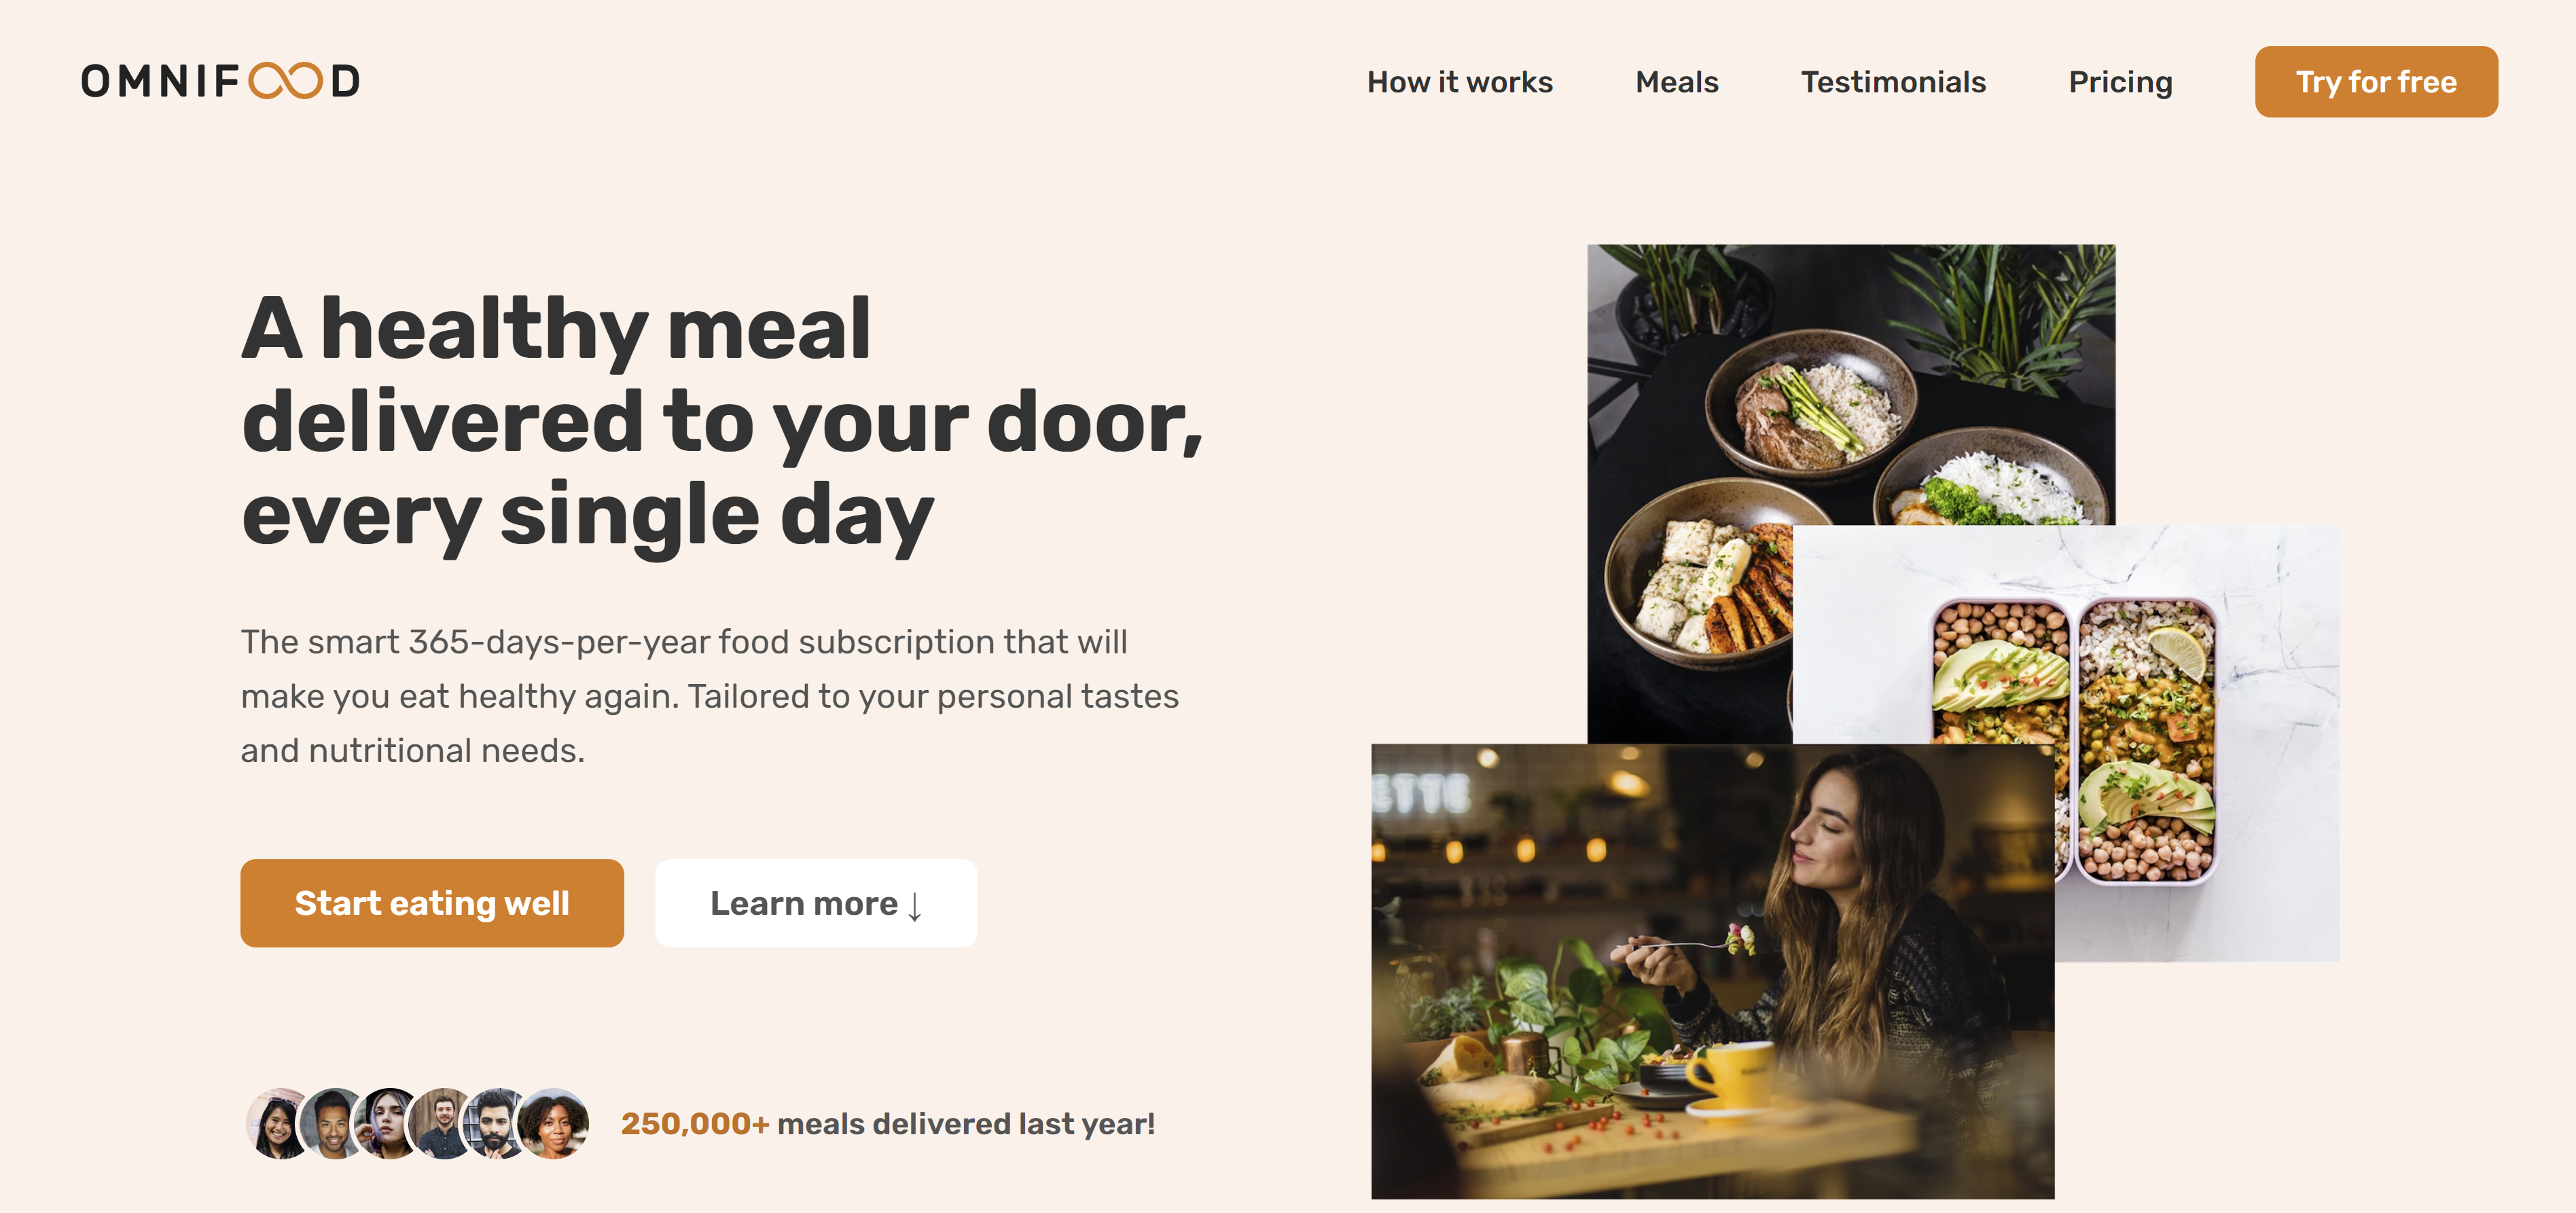 OMNIFOOD
How it works
Meals
Testimonials
Pricing
Try for free
A healthy meal
delivered to your door,
every single day
The smart 365-days-per-year food subscription that will
make you eat healthy again. Tailored to your personal tastes
and nutritional needs.
Start eating well
Learn more ↓
250,000+ meals delivered last year!
ETTE